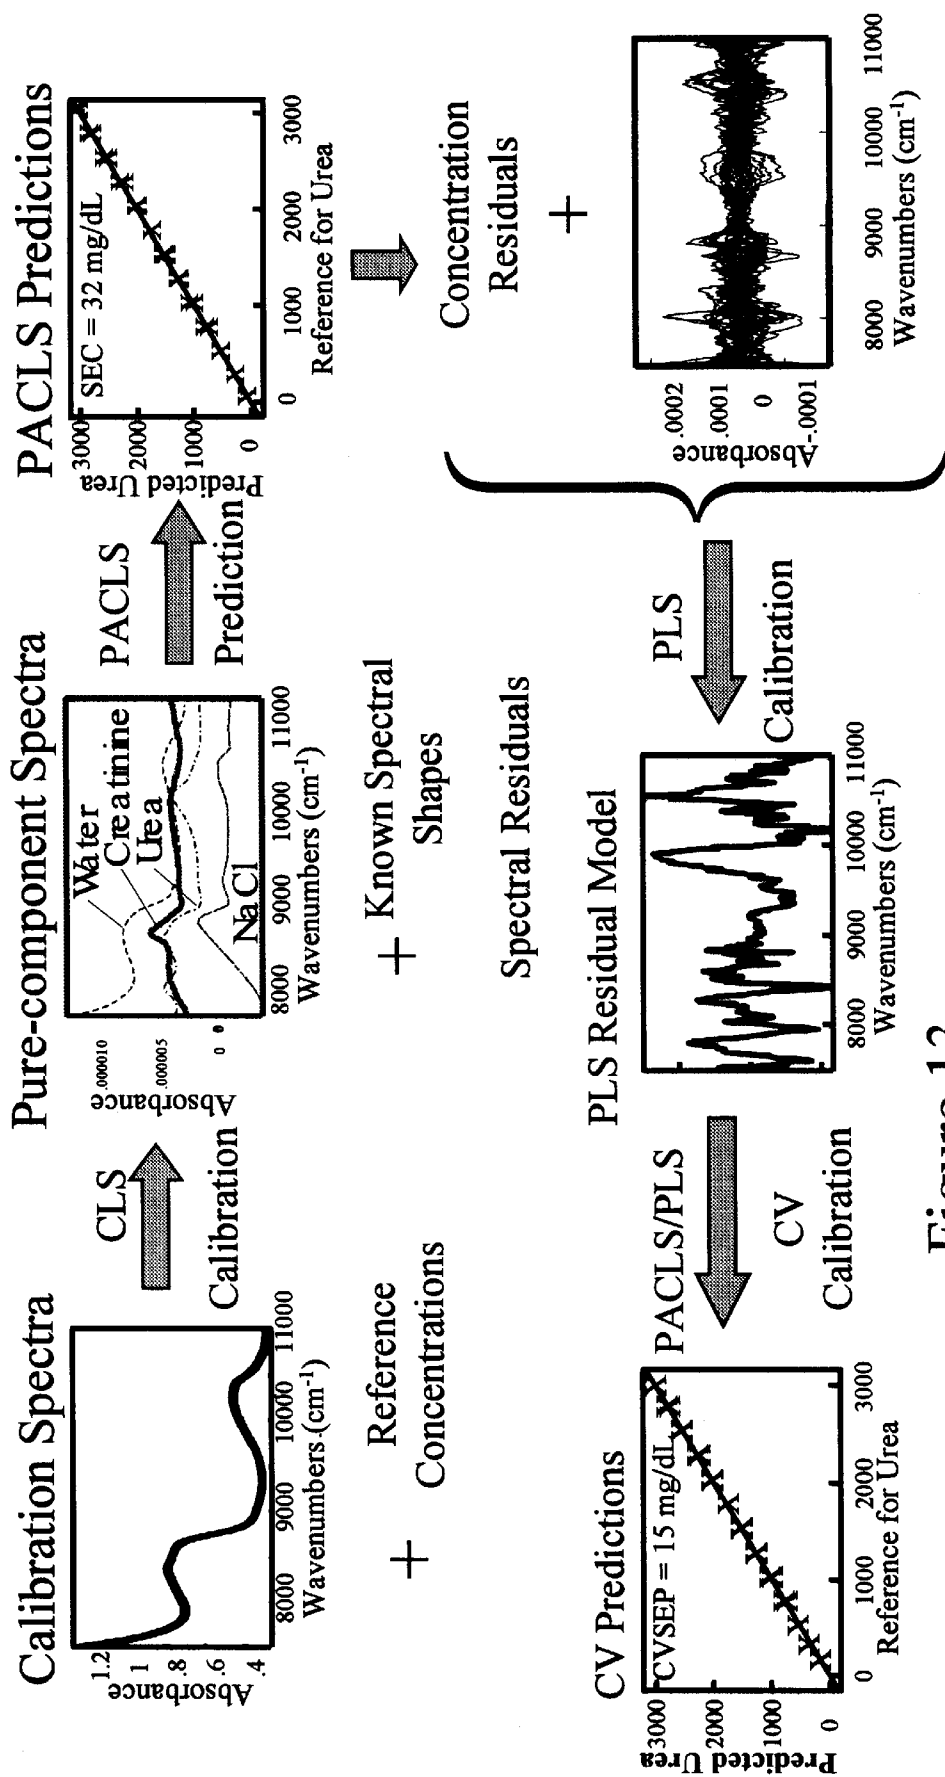 Calibration Spectra
1.2
1
.8
.6
.4
Absorbance
8000
9000
10000
11000
Wavenumbers.(cm-1)
+
Reference
Concentrations
CLS
Calibration
Pure-component Spectra
Water
Creatinine
Urea
NaCl
.000010
.000005
0
0
Absorbance
8000
9000
10000
11000
Wavenumbers (cm-1)
+
Known Spectral
Shapes
PACLS
Prediction
PACLS Predictions
SEC = 32 mg/dL
3000
2000
1000
0
Predicted Urea
0
1000
2000
3000
Reference for Urea
Concentration
Residuals
+
Spectral Residuals
.0002
.0001
0
-.0001
Absorbance
8000
9000
10000
11000
Wavenumbers (cm-1)
PLS
Calibration
PLS Residual Model
8000
9000
10000
11000
Wavenumbers (cm-1)
PACLS/PLS
CV
Calibration
CV Predictions
CVSEP = 15 mg/dL
3000
2000
1000
0
Predicted Urea
0
1000
2000
3000
Reference for Urea
Figure 12